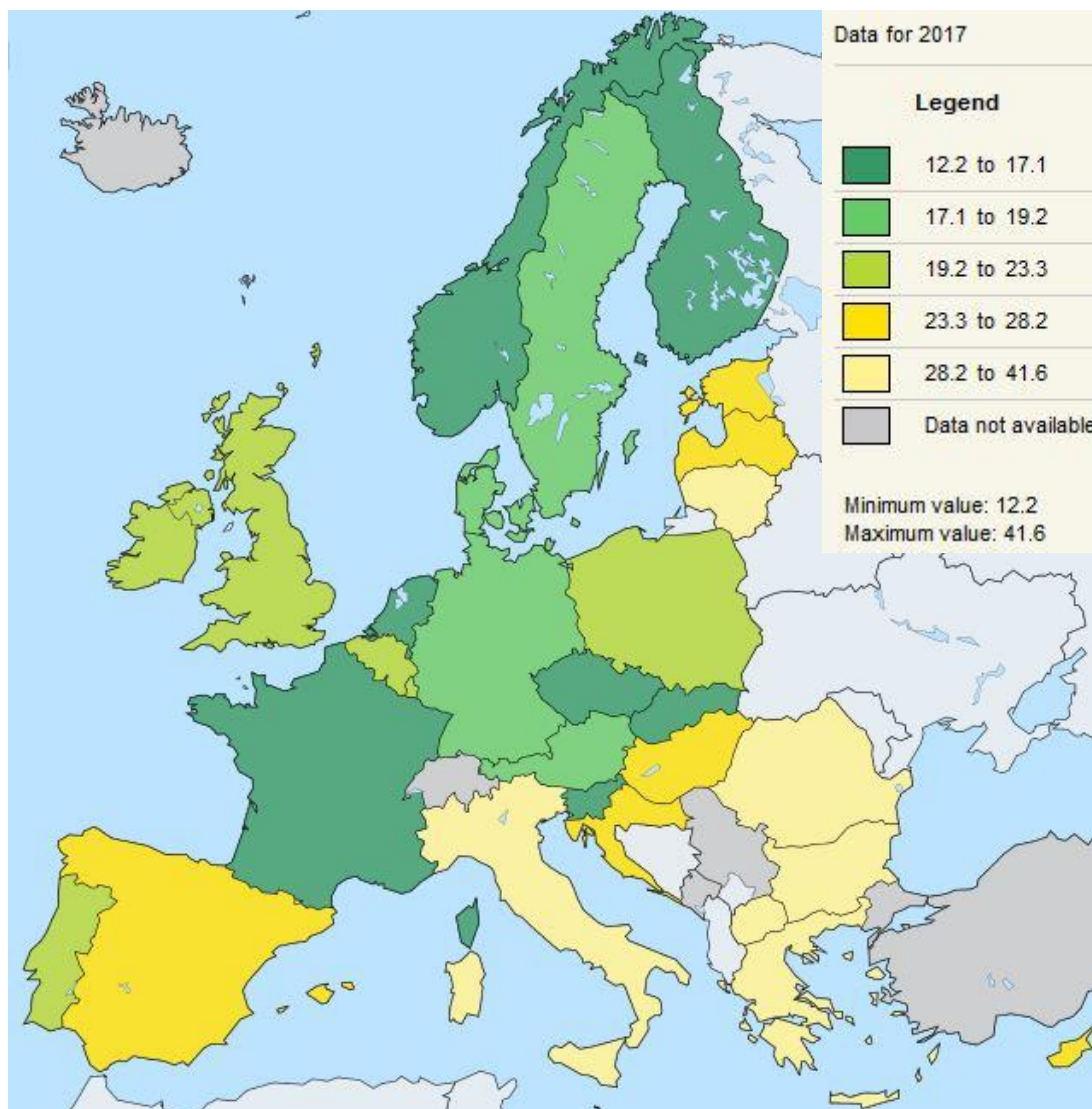 Data for 2017
Legend
12.2 to 17.1
17.1 to 19.2
19.2 to 23.3
23.3 to 28.2
28.2 to 41.6
Data not available
Minimum value: 12.2
Maximum value: 41.6